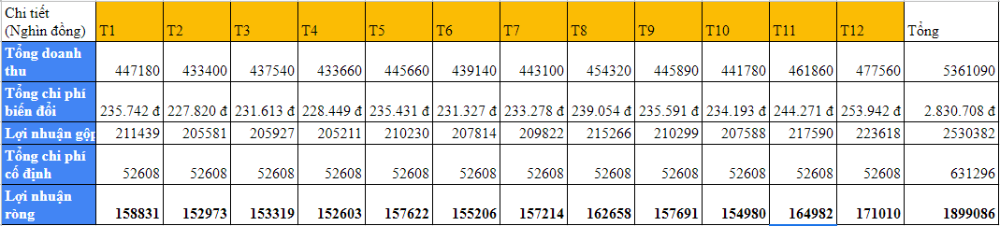 Chi tiết
(Nghìn đồng) T1 T2 T3 T4 T5 T6 T7 T8 T9 T10 T11 T12 Tổng
Tổng doanh
thu 447180 433400 437540 433660 445660 439140 443100 454320 445890 441780 461860 477560 5361090
Tổng chi phí
biến đổi 235.742 đ 227.820 đ 231.613 đ 228.449 đ 235.431 đ 231.327 đ 233.278 đ 239.054 đ 235.591 đ 234.193 đ 244.271 đ 253.942 đ 2.830.708 đ
Lợi nhuận gộp 211439 205581 205927 205211 210230 207814 209822 215266 210299 207588 217590 223618 2530382
Tổng chi phí
cố định 52608 52608 52608 52608 52608 52608 52608 52608 52608 52608 52608 52608 631296
Lợi nhuận
ròng 158831 152973 153319 152603 157622 155206 157214 162658 157691 154980 164982 171010 1899086